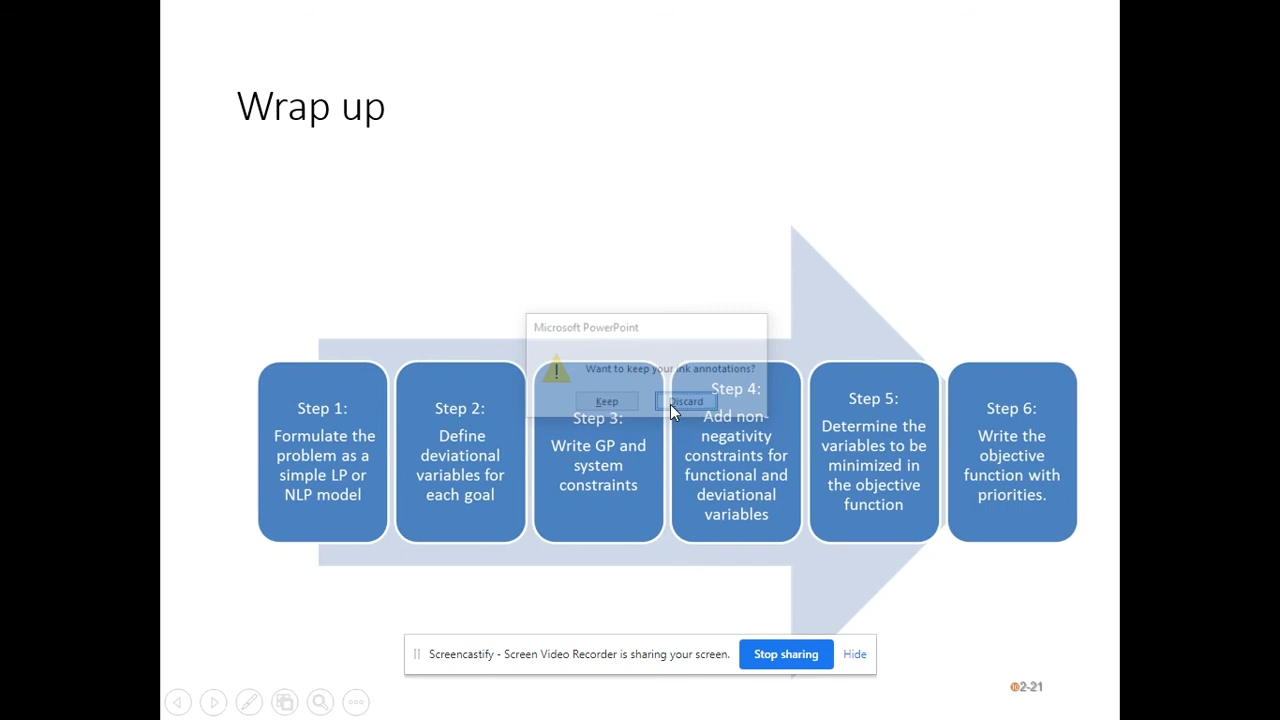 Wrap up
Microsoft PowerPoint
Want to keep your ink annotations?
Keep
Discard
Step 1:
Formulate the
problem as a
simple LP or
NLP model
Step 2:
Define
deviational
variables for
each goal
Step 3:
Write GP and
system
constraints
Step 4:
Add non-
negativity
constraints for
functional and
deviational
variables
Step 5:
Determine the
variables to be
minimized in
the objective
function
Step 6:
Write the
objective
function with
priorities.
Screencastify - Screen Video Recorder is sharing your screen.
Stop sharing
Hide
2-21